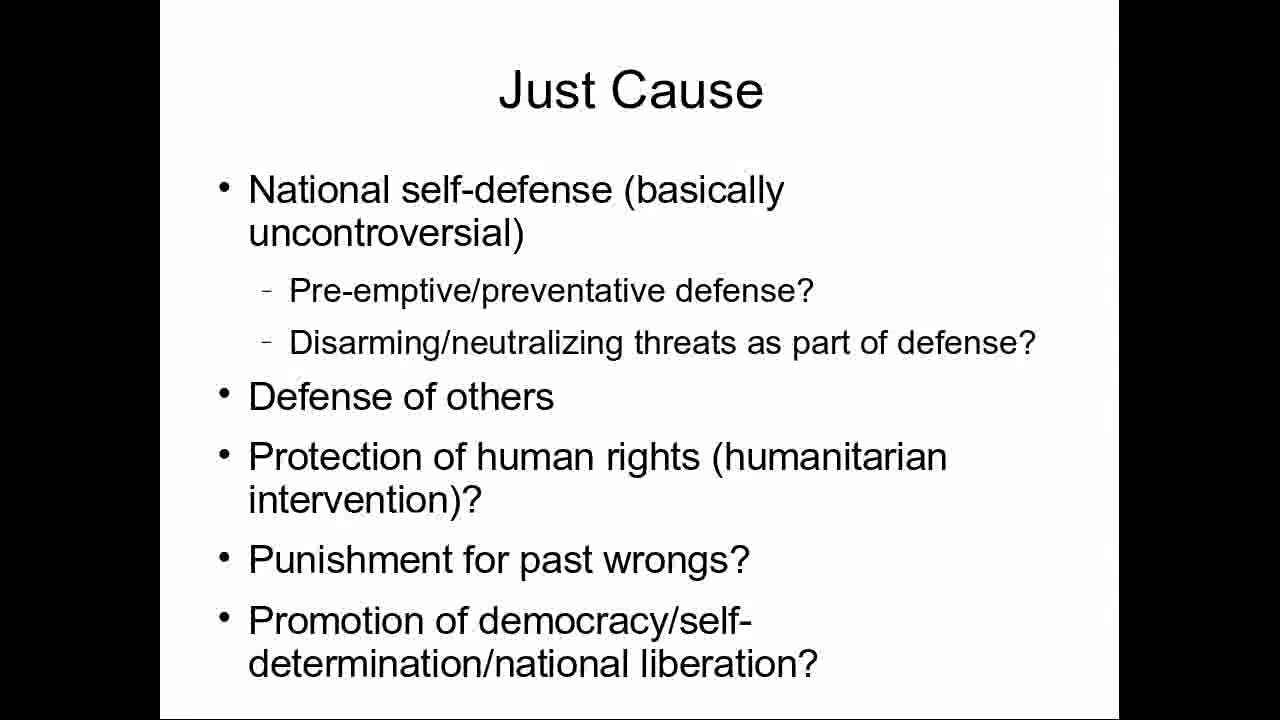 Just Cause
• National self-defense (basically
uncontroversial)
– Pre-emptive/preventative defense?
– Disarming/neutralizing threats as part of defense?
• Defense of others
• Protection of human rights (humanitarian
intervention)?
• Punishment for past wrongs?
• Promotion of democracy/self-
determination/national liberation?